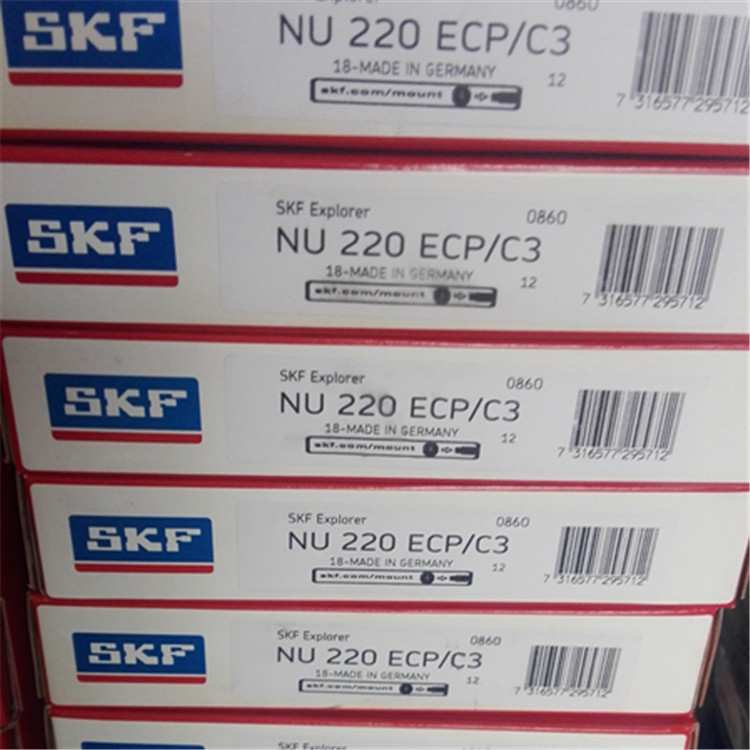 SKF
0860
NU 220 ECP/C3
18-MADE IN GERMANY
12
skf.com/mount
7 316577 295712
SKF
SKF Explorer
0860
NU 220 ECP/C3
18-MADE IN GERMANY
12
skf.com/mount
7 316577 295712
SKF
SKF Explorer
0860
NU 220 ECP/C3
18-MADE IN GERMANY
12
skf.com/mount
7 316577 295712
SKF
SKF Explorer
0860
NU 220 ECP/C3
18-MADE IN GERMANY
12
skf.com/mount
7 316577 295712
SKF
SKF Explorer
0860
NU 220 ECP/C3
18-MADE IN GERMANY
12
skf.com/mount
7 316577 295712
SKF Explorer